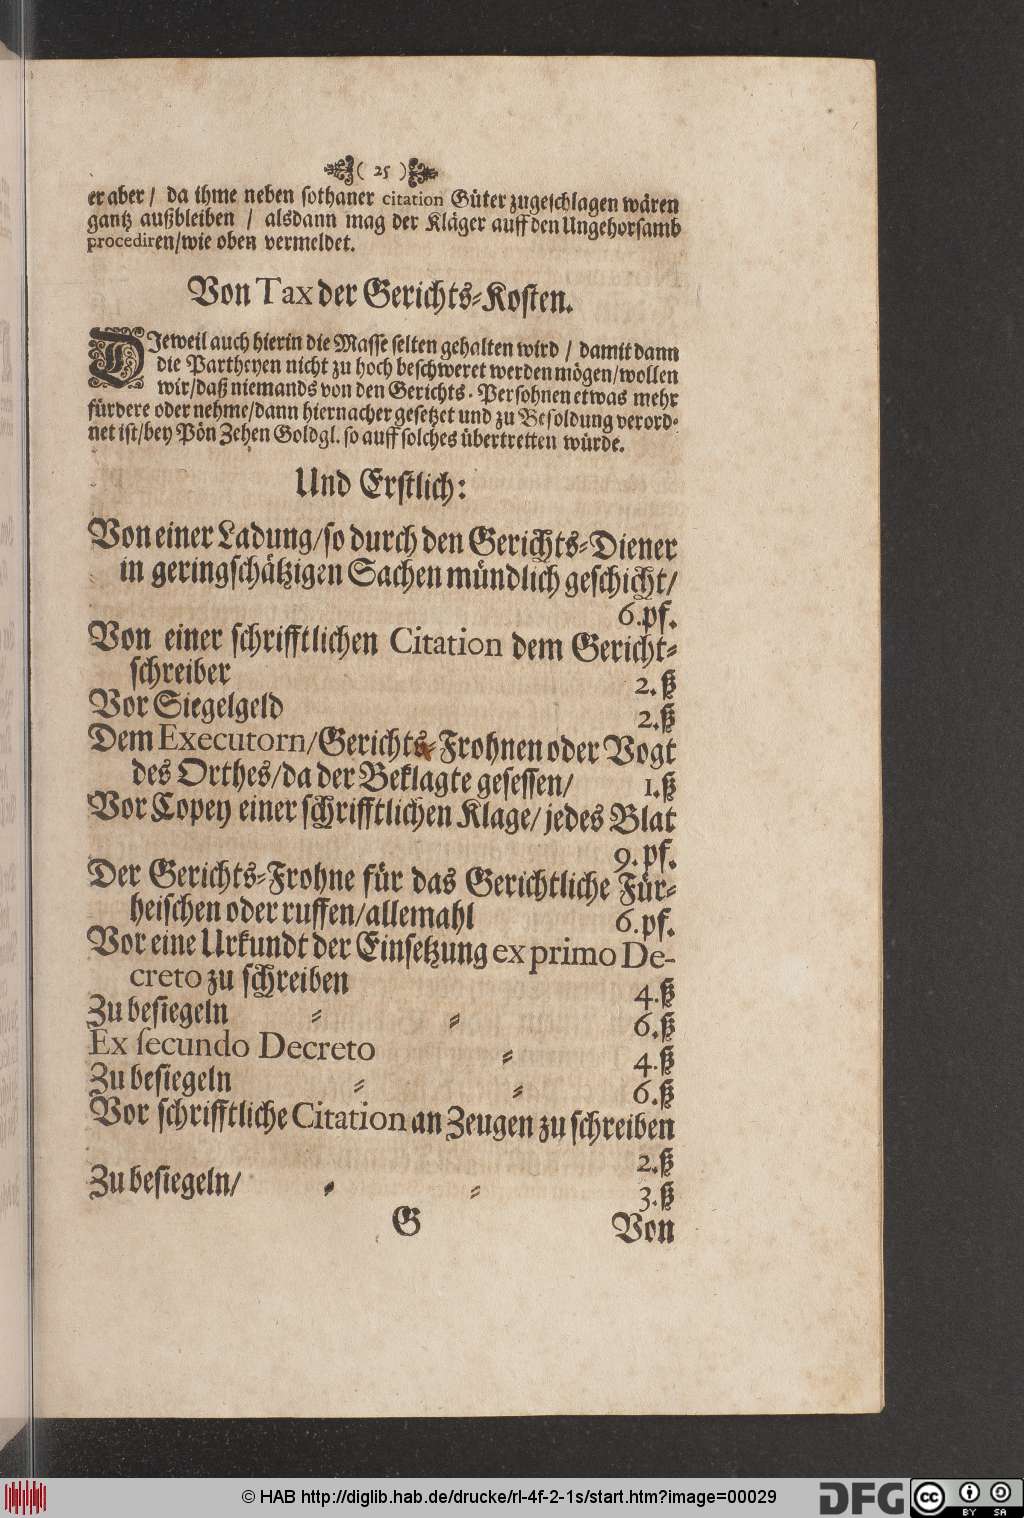 ( 25 )
er aber / da ihme neben sothaner citation Güter zugeschlagen wären
gantz außbleiben / alsdann mag der Kläger auff den Ungehorsamb
procediren/wie oben vermeldet.
Von Tax der Gerichts-Kosten.
DJeweil auch hierin die Masse selten gehalten wird / damit dann
die Partheyen nicht zu hoch beschweret werden mögen/wollen
wir/daß niemands von den Gerichts-Persohnen etwas mehr
fürdere oder nehme/dann hiernacher gesetzet und zu Besoldung verord-
net ist/bey Pön Zehen Goldgl. so auff solches übertretten würde.
Und Erstlich:
Von einer Ladung/so durch den Gerichts-Diener
in geringschätzigen Sachen mündlich geschicht/
6.pf.
Von einer schrifftlichen Citation dem Gericht-
schreiber 2.ß
Vor Siegelgeld 2.ß
Dem Executorn/Gerichts-Frohnen oder Vogt
des Orthes/da der Beklagte gesessen/ 1.ß
Vor Copey einer schrifftlichen Klage/jedes Blat
9.pf.
Der Gerichts-Frohne für das Gerichtliche Für-
heischen oder ruffen/allemahl 6.pf.
Vor eine Urkundt der Einsetzung ex primo De-
creto zu schreiben 4.ß
Zu besiegeln - - 6.ß
Ex secundo Decreto - 4.ß
Zu besiegeln - - 6.ß
Vor schrifftliche Citation an Zeugen zu schreiben
2.ß
Zu besiegeln/ - - 3.ß
G Von
© HAB http://diglib.hab.de/drucke/rl-4f-2-1s/start.htm?image=00029
DFG
cc BY SA